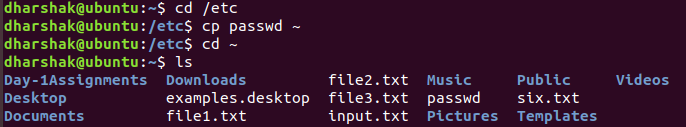 dharshak@ubuntu:~$ cd /etc
dharshak@ubuntu:/etc$ cp passwd ~
dharshak@ubuntu:/etc$ cd ~
dharshak@ubuntu:~$ ls
Day-1Assignments  Downloads         file2.txt  Music     Public     Videos
Desktop           examples.desktop  file3.txt  passwd    six.txt
Documents         file1.txt         input.txt  Pictures  Templates